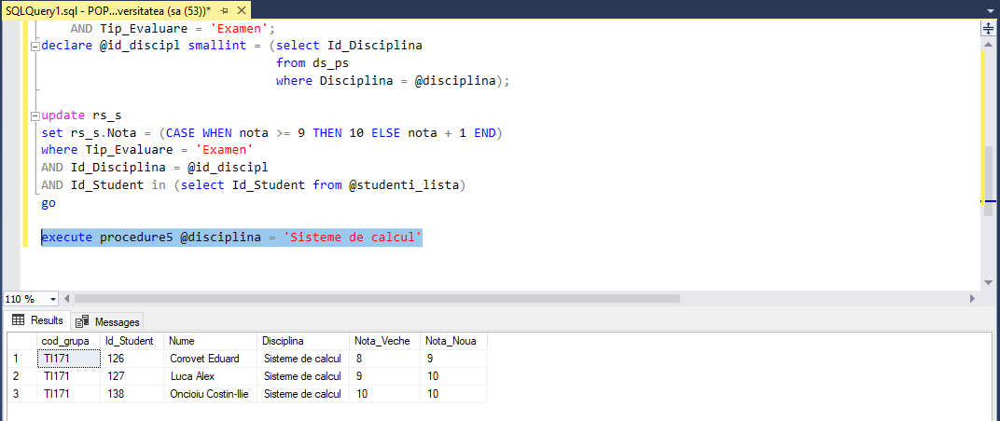 SQLQuery1.sql - POP...versitatea (sa (53))*
AND Tip_Evaluare = 'Examen';
declare @id_discipl smallint = (select Id_Disciplina
from ds_ps
where Disciplina = @disciplina);
update rs_s
set rs_s.Nota = (CASE WHEN nota >= 9 THEN 10 ELSE nota + 1 END)
where Tip_Evaluare = 'Examen'
AND Id_Disciplina = @id_discipl
AND Id_Student in (select Id_Student from @studenti_lista)
go
execute procedure5 @disciplina = 'Sisteme de calcul'
110 %
Results Messages
cod_grupa Id_Student Nume Disciplina Nota_Veche Nota_Noua
1 TI171 126 Corovet Eduard Sisteme de calcul 8 9
2 TI171 127 Luca Alex Sisteme de calcul 9 10
3 TI171 138 Oncioiu Costin-Ilie Sisteme de calcul 10 10